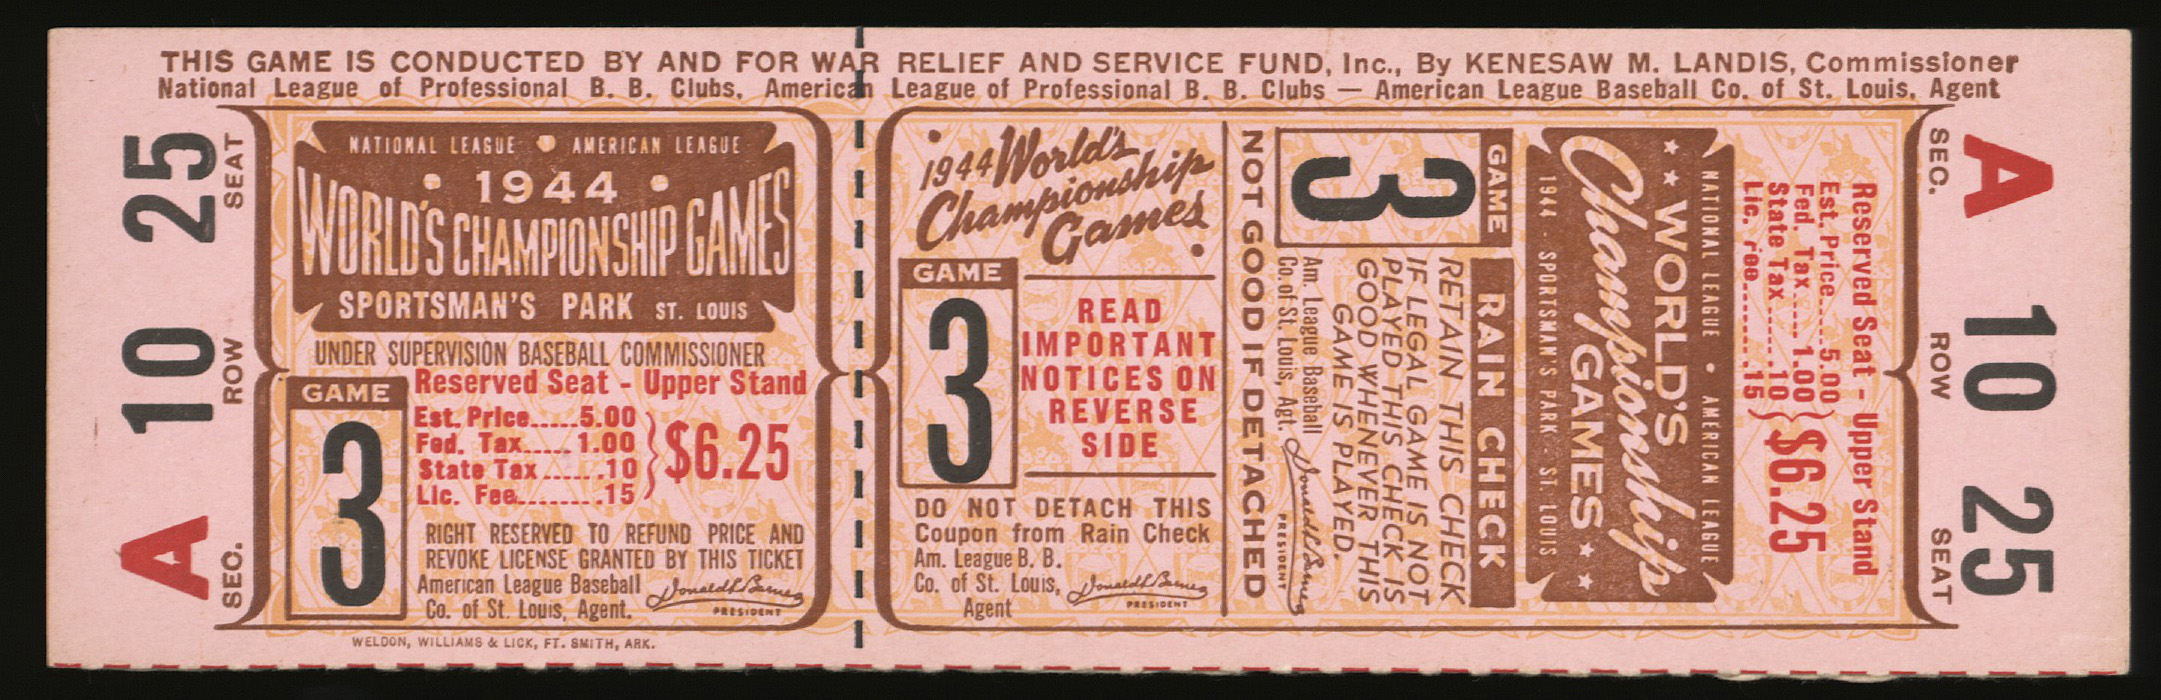 THIS GAME IS CONDUCTED BY AND FOR WAR RELIEF AND SERVICE FUND, Inc., By KENESAW M. LANDIS, Commissioner
National League of Professional B. B. Clubs, American League of Professional B. B. Clubs — American League Baseball Co. of St. Louis, Agent
SEAT 25
ROW 10
SEC. A
NATIONAL LEAGUE • AMERICAN LEAGUE
• 1944 •
WORLD'S CHAMPIONSHIP GAMES
SPORTSMAN'S PARK ST. LOUIS
UNDER SUPERVISION BASEBALL COMMISSIONER
GAME
3
Reserved Seat - Upper Stand
Est. Price.....5.00
Fed. Tax.....1.00
State Tax......10
Lic. Fee.........15
$6.25
RIGHT RESERVED TO REFUND PRICE AND
REVOKE LICENSE GRANTED BY THIS TICKET
American League Baseball
Co. of St. Louis, Agent.
Donald L Barnes
PRESIDENT
WELDON, WILLIAMS & LICK, FT. SMITH, ARK.
• 1944 World's
Championship
Games •
GAME
3
READ
IMPORTANT
NOTICES ON
REVERSE
SIDE
DO NOT DETACH THIS
Coupon from Rain Check
Am. League B. B.
Co. of St. Louis,
Agent
Donald L Barnes
PRESIDENT
NOT GOOD IF DETACHED
GAME
3
RAIN CHECK
RETAIN THIS CHECK
IF LEGAL GAME IS NOT
PLAYED THIS CHECK IS
GOOD WHENEVER THIS
GAME IS PLAYED.
Am. League Baseball
Co. of St. Louis, Agt.
Donald L Barnes
PRESIDENT
NATIONAL LEAGUE • AMERICAN LEAGUE
★ ★ WORLD'S
Championship
GAMES ★ ★
1944 - SPORTSMAN'S PARK - ST. LOUIS
Reserved Seat - Upper Stand
Est. Price.....5.00
Fed. Tax.....1.00
State Tax.......10
Lic. Fee.........15
$6.25
SEC. A
ROW 10
SEAT 25